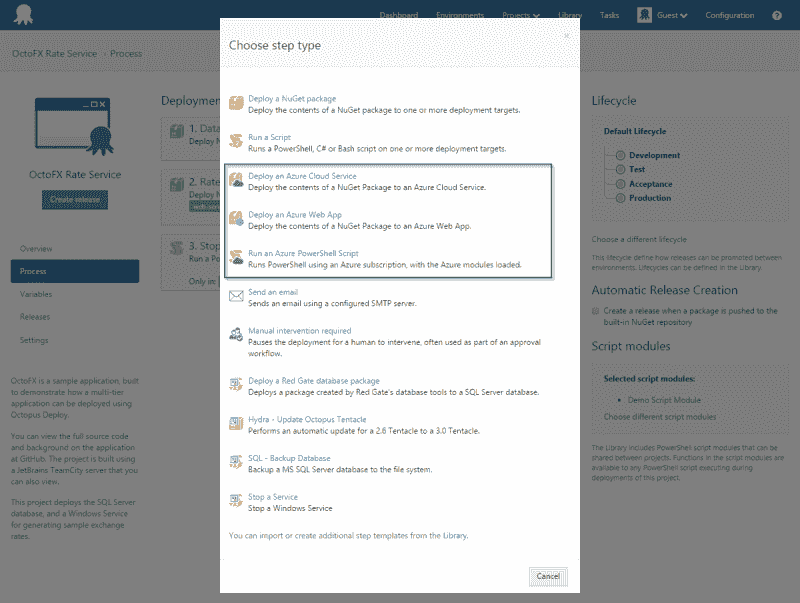 Dashboard Environments Projects Library Tasks Guest Configuration ?
OctoFX Rate Service > Process
OctoFX Rate Service
Create release
Overview
Process
Variables
Releases
Settings
OctoFX is a sample application, built
to demonstrate how a multi-tier
application can be deployed using
Octopus Deploy.
You can view the full source code
and background on the application
at GitHub. The project is built using
a JetBrains TeamCity server that you
can also view.
This project deploys the SQL Server
database, and a Windows Service
for generating sample exchange
rates.
Deploymen
1. Data
Deploy N
2. Rate
Deploy N
3. Stop
Run a Po
Only in:
Choose step type
×
Deploy a NuGet package
Deploy the contents of a NuGet package to one or more deployment targets.
Run a Script
Runs a PowerShell, C# or Bash script on one or more deployment targets.
Deploy an Azure Cloud Service
Deploy the contents of a NuGet Package to an Azure Cloud Service.
Deploy an Azure Web App
Deploy the contents of a NuGet Package to an Azure Web App.
Run an Azure PowerShell Script
Runs PowerShell using an Azure subscription, with the Azure modules loaded.
Send an email
Sends an email using a configured SMTP server.
Manual intervention required
Pauses the deployment for a human to intervene, often used as part of an approval
workflow.
Deploy a Red Gate database package
Deploys a package created by Red Gate's database tools to a SQL Server database.
Hydra - Update Octopus Tentacle
Performs an automatic update for a 2.6 Tentacle to a 3.0 Tentacle.
SQL - Backup Database
Backup a MS SQL Server database to the file system.
Stop a Service
Stop a Windows Service
You can import or create additional step templates from the Library.
Cancel
Lifecycle
Default Lifecycle
Development
Test
Acceptance
Production
Choose a different lifecycle
This lifecycle define how releases can be promoted between
environments. Lifecycles can be defined in the Library.
Automatic Release Creation
Create a release when a package is pushed to the
built-in NuGet repository
Script modules
Selected script modules:
Demo Script Module
Choose different script modules
The Library includes PowerShell script modules that can be
shared between projects. Functions in the script modules are
available to any PowerShell script executing during
deployments of this project.